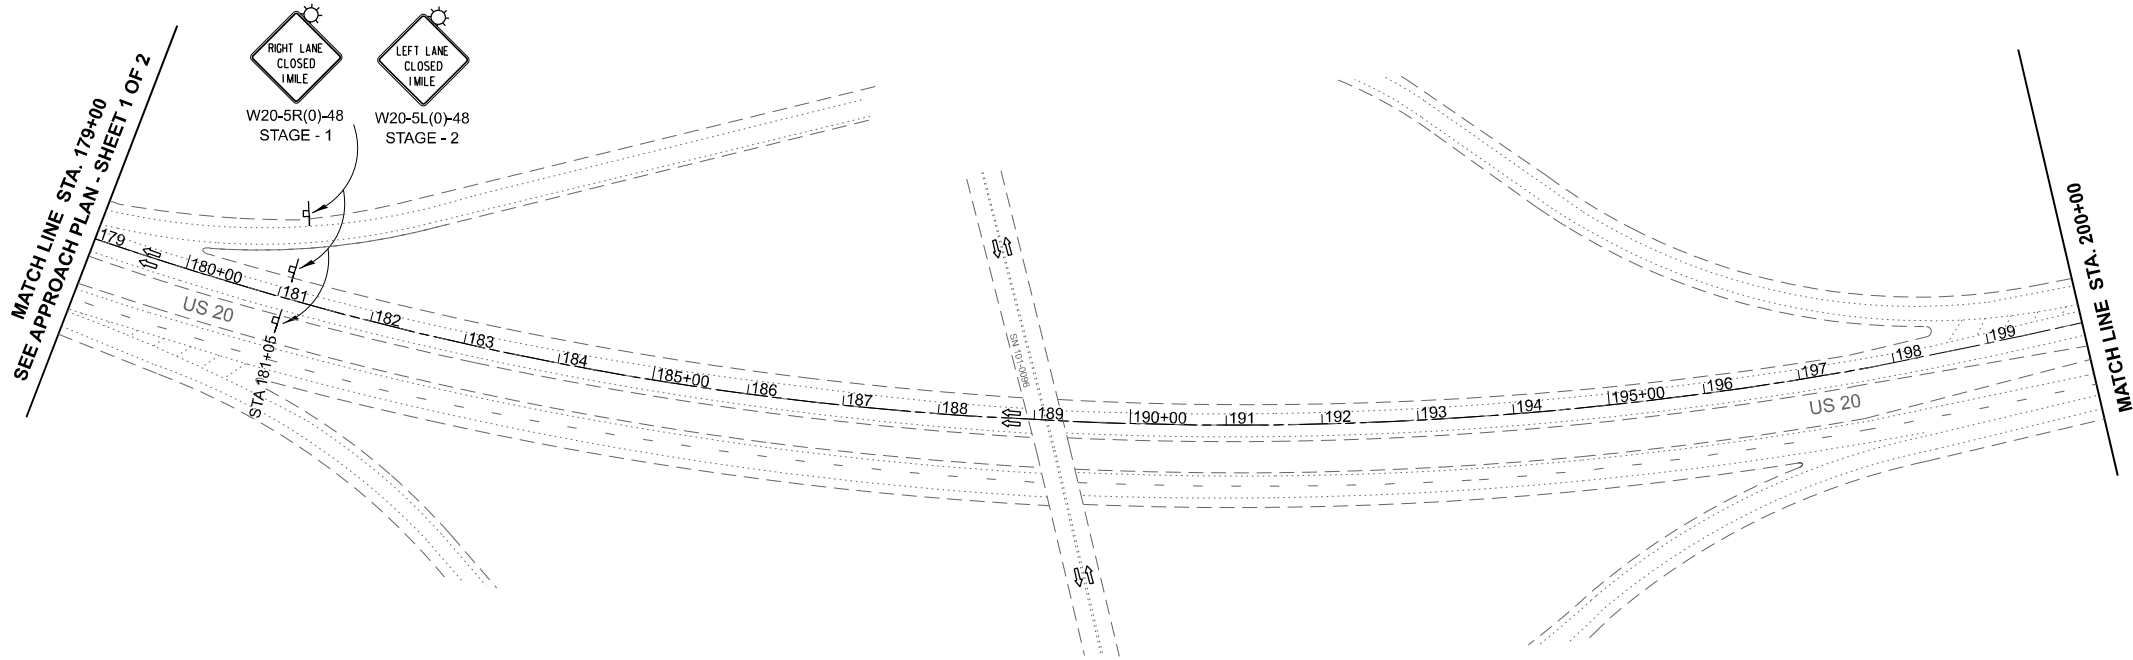 RIGHT LANE
CLOSED
1 MILE
W20-5R(0)-48
STAGE - 1
LEFT LANE
CLOSED
1 MILE
W20-5L(0)-48
STAGE - 2
MATCH LINE STA. 179+00
SEE APPROACH PLAN - SHEET 1 OF 2
179
180+00
181
182
183
184
185+00
186
187
188
189
190+00
191
192
193
194
195+00
196
197
198
199
US 20
STA 181+05
SN 101-0096
US 20
MATCH LINE STA. 200+00